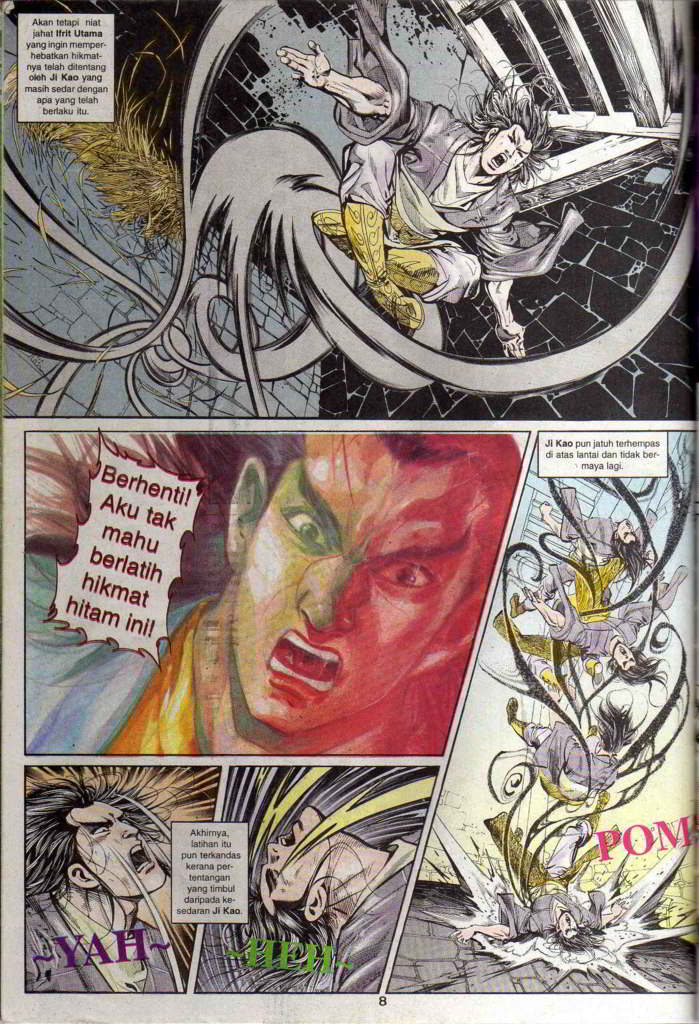 Akan tetapi niat
jahat Ifrit Utama
yang ingin memper-
hebatkan hikmat-
nya telah ditentang
oleh Ji Kao yang
masih sedar dengan
apa yang telah
berlaku itu.
Berhenti!
Aku tak
mahu
berlatih
hikmat
hitam ini!
Ji Kao pun jatuh terhempas
di atas lantai dan tidak ber-
maya lagi.
Akhirnya,
latihan itu
pun terkandas
kerana per-
tentangan
yang timbul
daripada ke-
sedaran Ji Kao.
~YAH~
~HEH~
POM
8